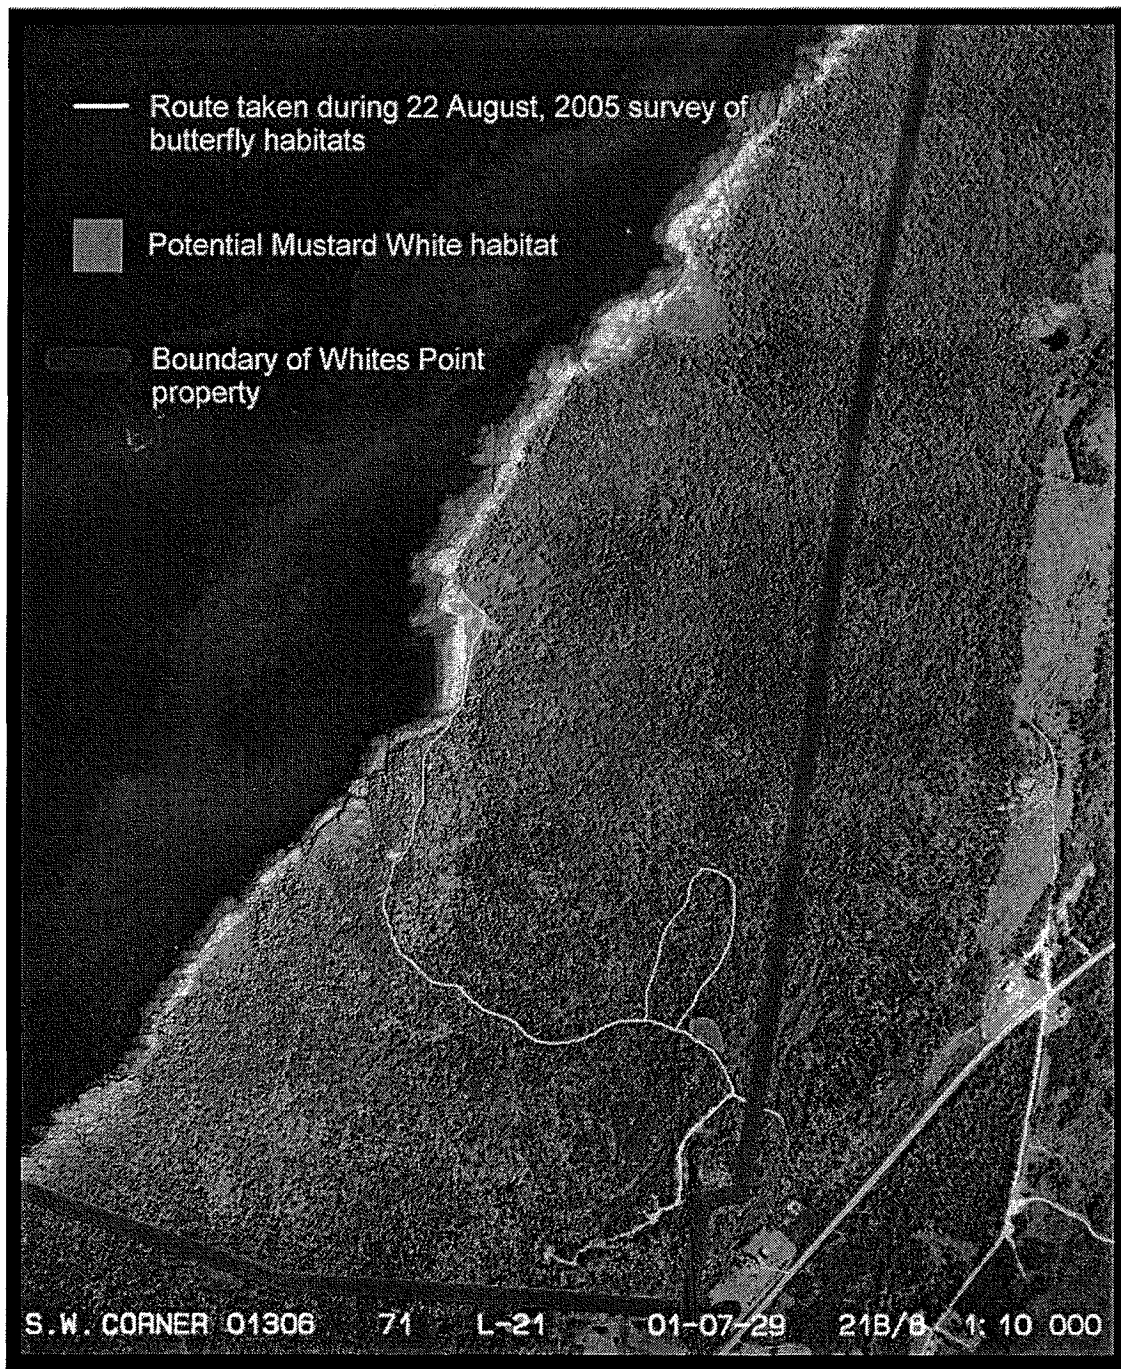 Route taken during 22 August, 2005 survey of
butterfly habitats
Potential Mustard White habitat
Boundary of Whites Point
property
S.W. CORNER 01306 71 L-21 01-07-29 21B/8 1:10 000